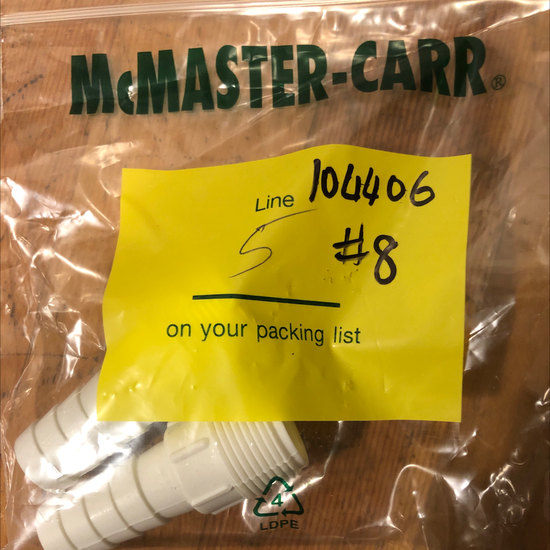 McMASTER-CARR®
Line 104406
5 #8
on your packing list
4
LDPE